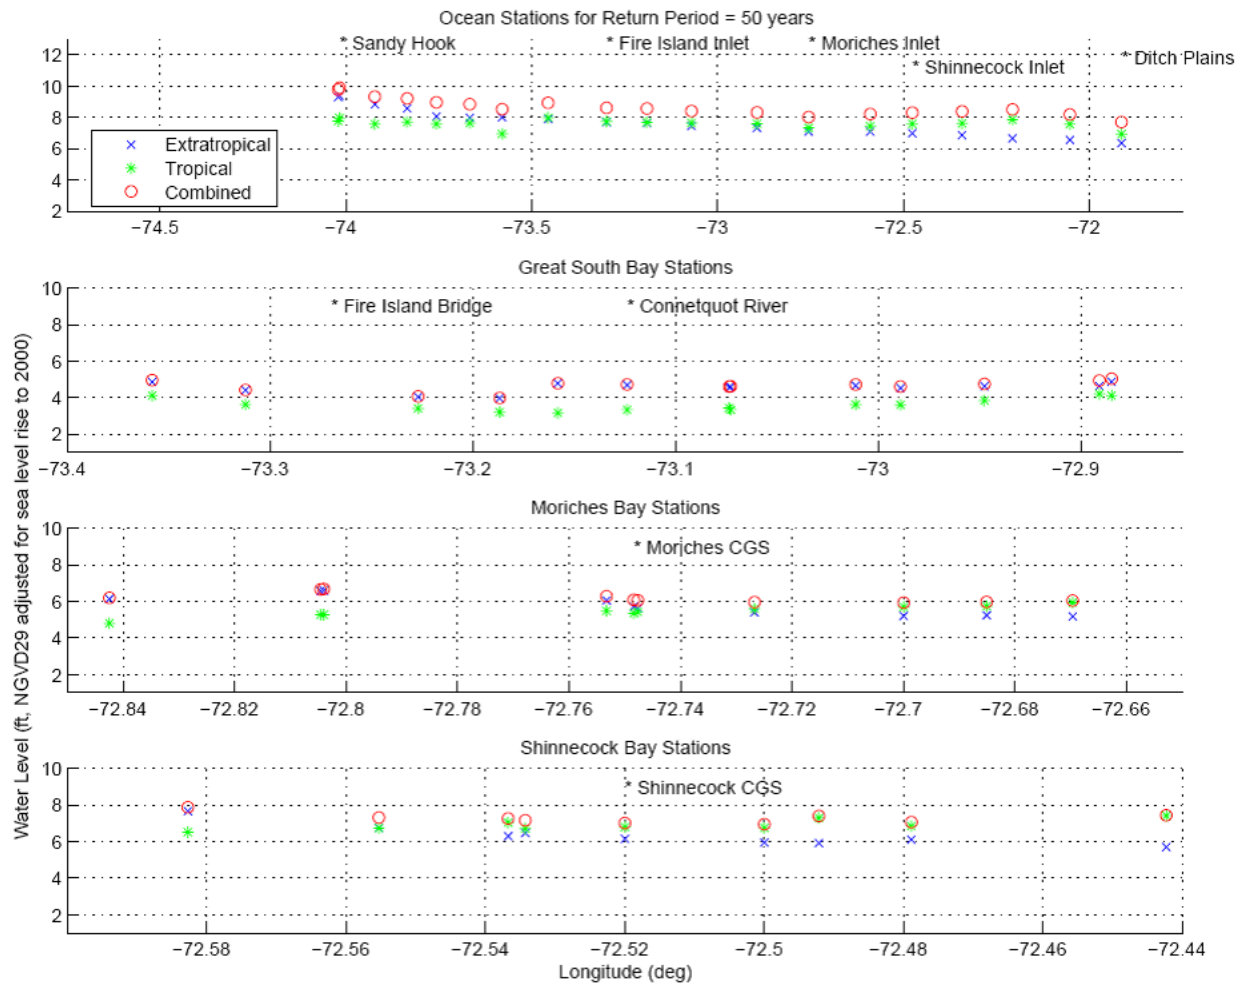 Ocean Stations for Return Period = 50 years
* Sandy Hook
* Fire Island Inlet
* Moriches Inlet
* Shinnecock Inlet
* Ditch Plains
12
10
8
6
4
2
× Extratropical
* Tropical
○ Combined
−74.5 −74 −73.5 −73 −72.5 −72
Great South Bay Stations
* Fire Island Bridge
* Connetquot River
10
8
6
4
2
−73.4 −73.3 −73.2 −73.1 −73 −72.9
Moriches Bay Stations
* Moriches CGS
10
8
6
4
2
−72.84 −72.82 −72.8 −72.78 −72.76 −72.74 −72.72 −72.7 −72.68 −72.66
Shinnecock Bay Stations
* Shinnecock CGS
10
8
6
4
2
−72.58 −72.56 −72.54 −72.52 −72.5 −72.48 −72.46 −72.44
Longitude (deg)
Water Level (ft, NGVD29 adjusted for sea level rise to 2000)